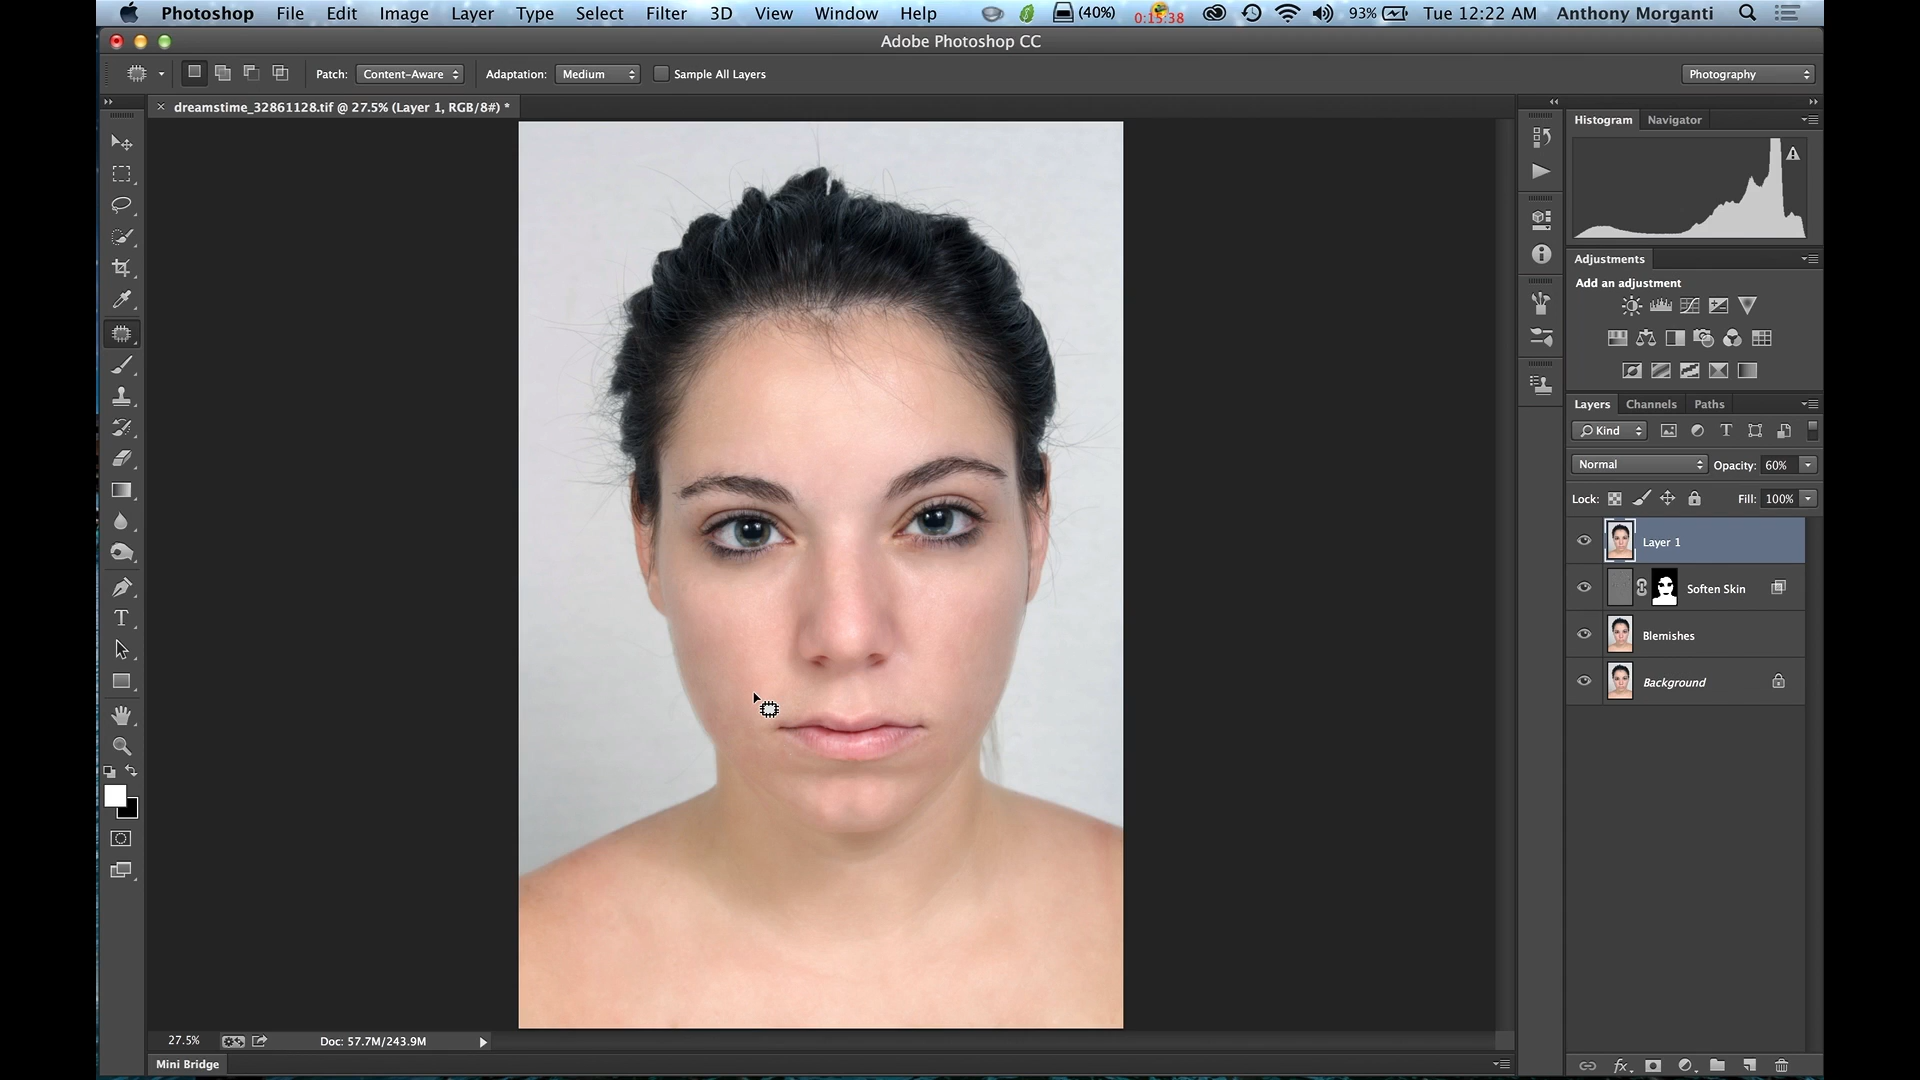 Photoshop File Edit Image Layer Type Select Filter 3D View Window Help (40%) 0:15:38 93% Tue 12:22 AM Anthony Morganti
Adobe Photoshop CC
Patch: Content-Aware Adaptation: Medium Sample All Layers Photography
dreamstime_32861128.tif @ 27.5% (Layer 1, RGB/8#) *
Histogram Navigator
Adjustments
Add an adjustment
Layers Channels Paths
Kind
Normal Opacity: 60%
Lock: Fill: 100%
Layer 1
Soften Skin
Blemishes
Background
27.5% Doc: 57.7M/243.9M
Mini Bridge